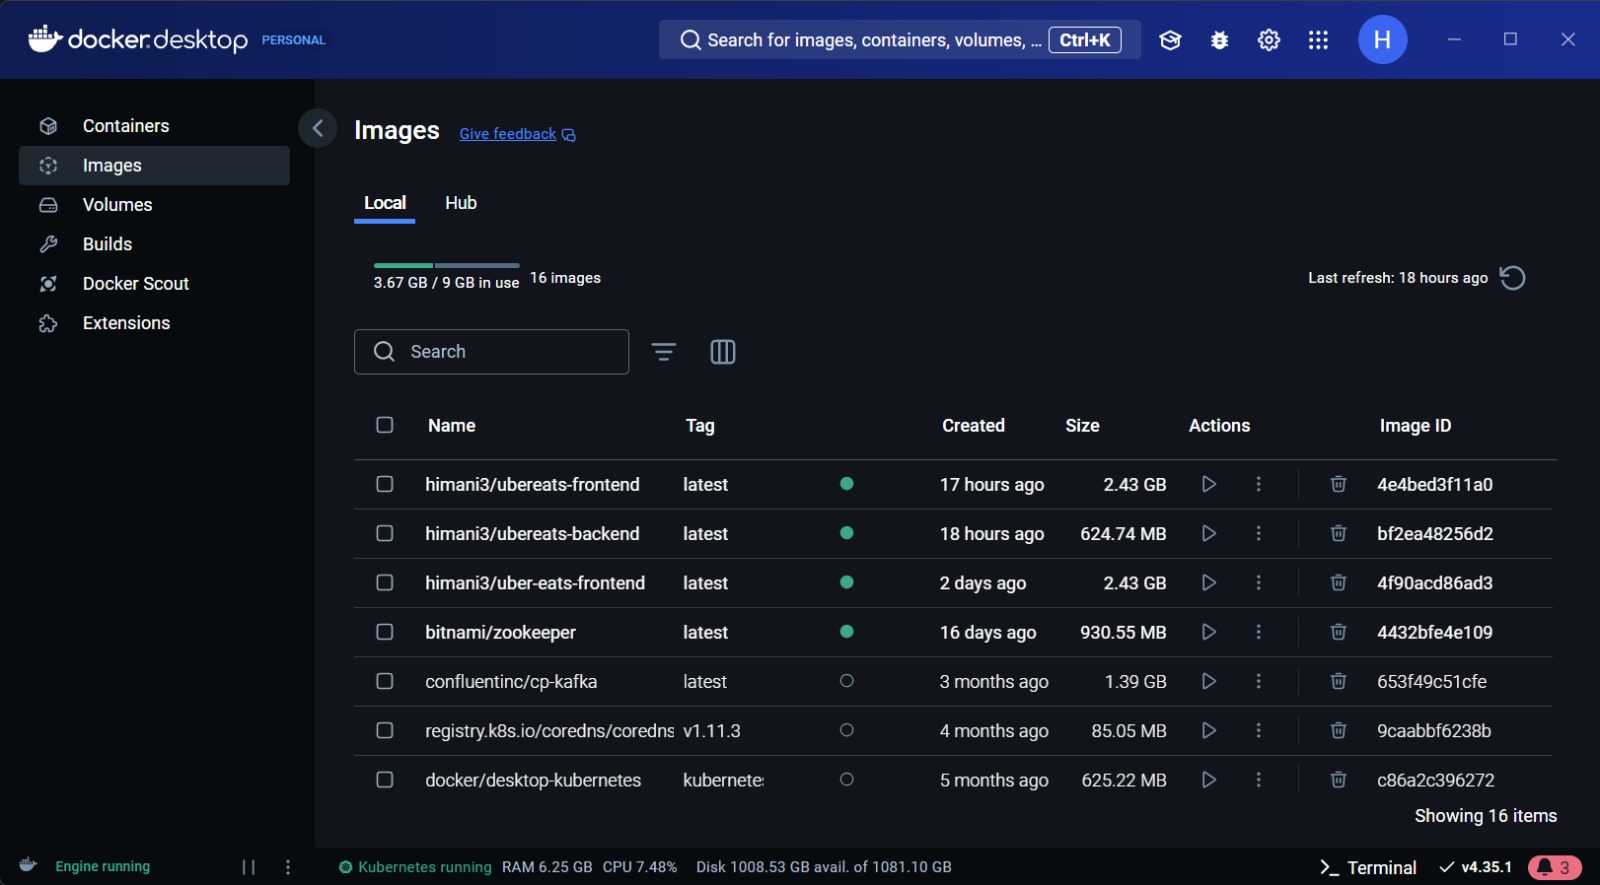 docker.desktop PERSONAL
Search for images, containers, volumes, ... Ctrl+K
H
Containers
Images
Volumes
Builds
Docker Scout
Extensions
Images Give feedback
Local Hub
3.67 GB / 9 GB in use 16 images
Last refresh: 18 hours ago
Search
Name Tag Created Size Actions Image ID
himani3/ubereats-frontend latest 17 hours ago 2.43 GB 4e4bed3f11a0
himani3/ubereats-backend latest 18 hours ago 624.74 MB bf2ea48256d2
himani3/uber-eats-frontend latest 2 days ago 2.43 GB 4f90acd86ad3
bitnami/zookeeper latest 16 days ago 930.55 MB 4432bfe4e109
confluentinc/cp-kafka latest 3 months ago 1.39 GB 653f49c51cfe
registry.k8s.io/coredns/coredns v1.11.3 4 months ago 85.05 MB 9caabbf6238b
docker/desktop-kubernetes kubernete 5 months ago 625.22 MB c86a2c396272
Showing 16 items
Engine running
Kubernetes running RAM 6.25 GB CPU 7.48% Disk 1008.53 GB avail. of 1081.10 GB
>_ Terminal v4.35.1 3